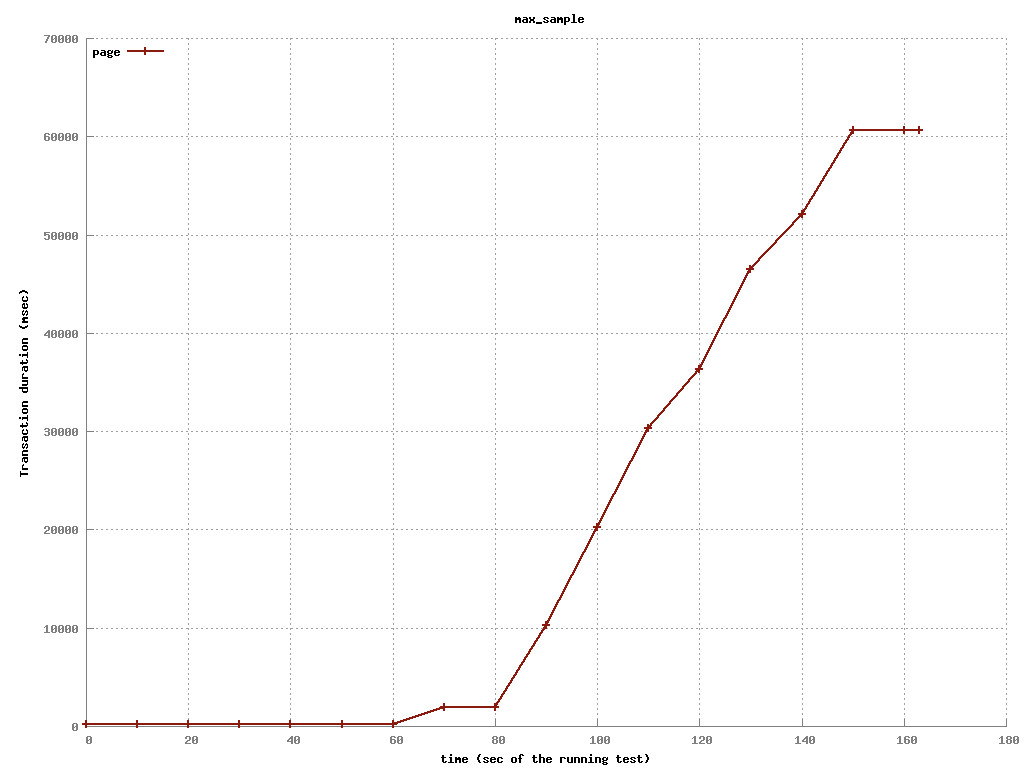 max_sample
page
70000
60000
50000
40000
30000
20000
10000
0
Transaction duration (msec)
0 20 40 60 80 100 120 140 160 180
time (sec of the running test)